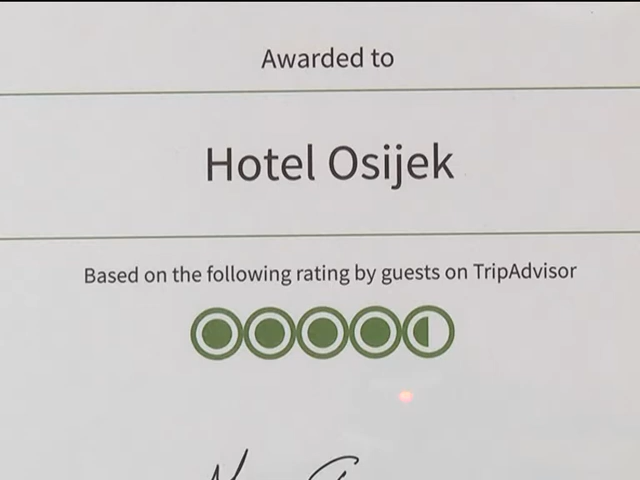 Awarded to
Hotel Osijek
Based on the following rating by guests on TripAdvisor